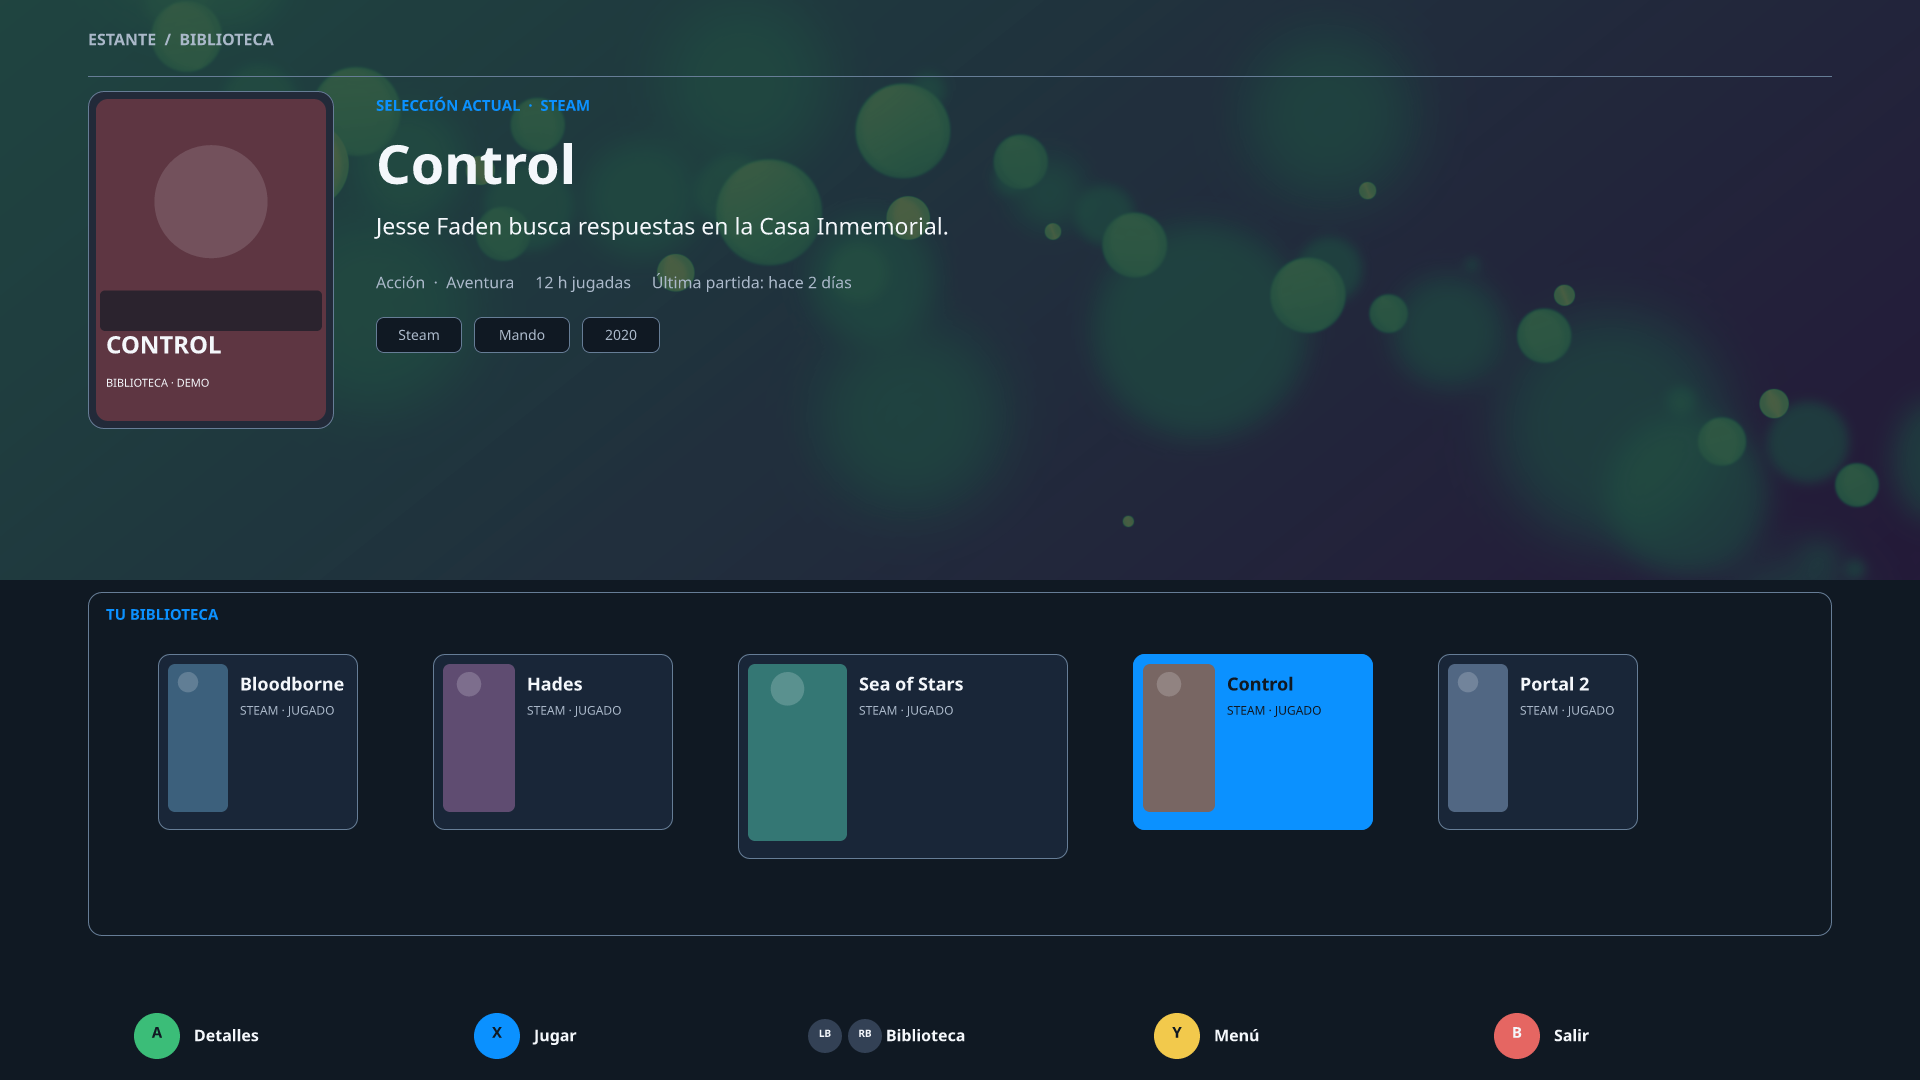 ESTANTE / BIBLIOTECA
SELECCIÓN ACTUAL · STEAM
Control
Jesse Faden busca respuestas en la Casa Inmemorial.
Acción · Aventura 12 h jugadas Última partida: hace 2 días
Steam Mando 2020
CONTROL
BIBLIOTECA · DEMO
TU BIBLIOTECA
Bloodborne
STEAM · JUGADO
Hades
STEAM · JUGADO
Sea of Stars
STEAM · JUGADO
Control
STEAM · JUGADO
Portal 2
STEAM · JUGADO
A Detalles
X Jugar
LB RB Biblioteca
Y Menú
B Salir